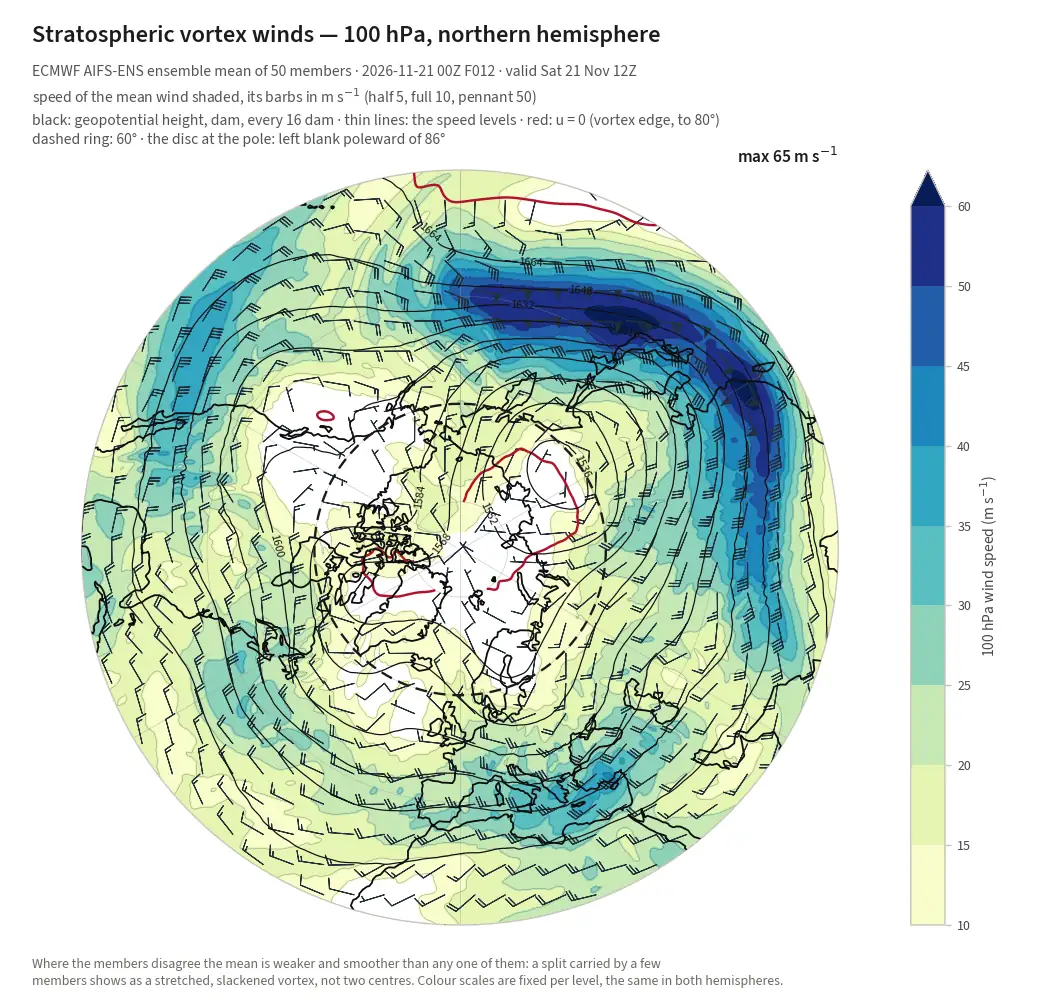 Stratospheric vortex winds — 100 hPa, northern hemisphere
ECMWF AIFS-ENS ensemble mean of 50 members · 2026-11-21 00Z F012 · valid Sat 21 Nov 12Z
speed of the mean wind shaded, its barbs in m s⁻¹ (half 5, full 10, pennant 50)
black: geopotential height, dam, every 16 dam · thin lines: the speed levels · red: u = 0 (vortex edge, to 80°)
dashed ring: 60° · the disc at the pole: left blank poleward of 86°
max 65 m s⁻¹
1664
1664
1648
1632
1536
1584
1552
1568
1600
60
50
45
40
35
30
25
20
15
10
100 hPa wind speed (m s⁻¹)
Where the members disagree the mean is weaker and smoother than any one of them: a split carried by a few
members shows as a stretched, slackened vortex, not two centres. Colour scales are fixed per level, the same in both hemispheres.